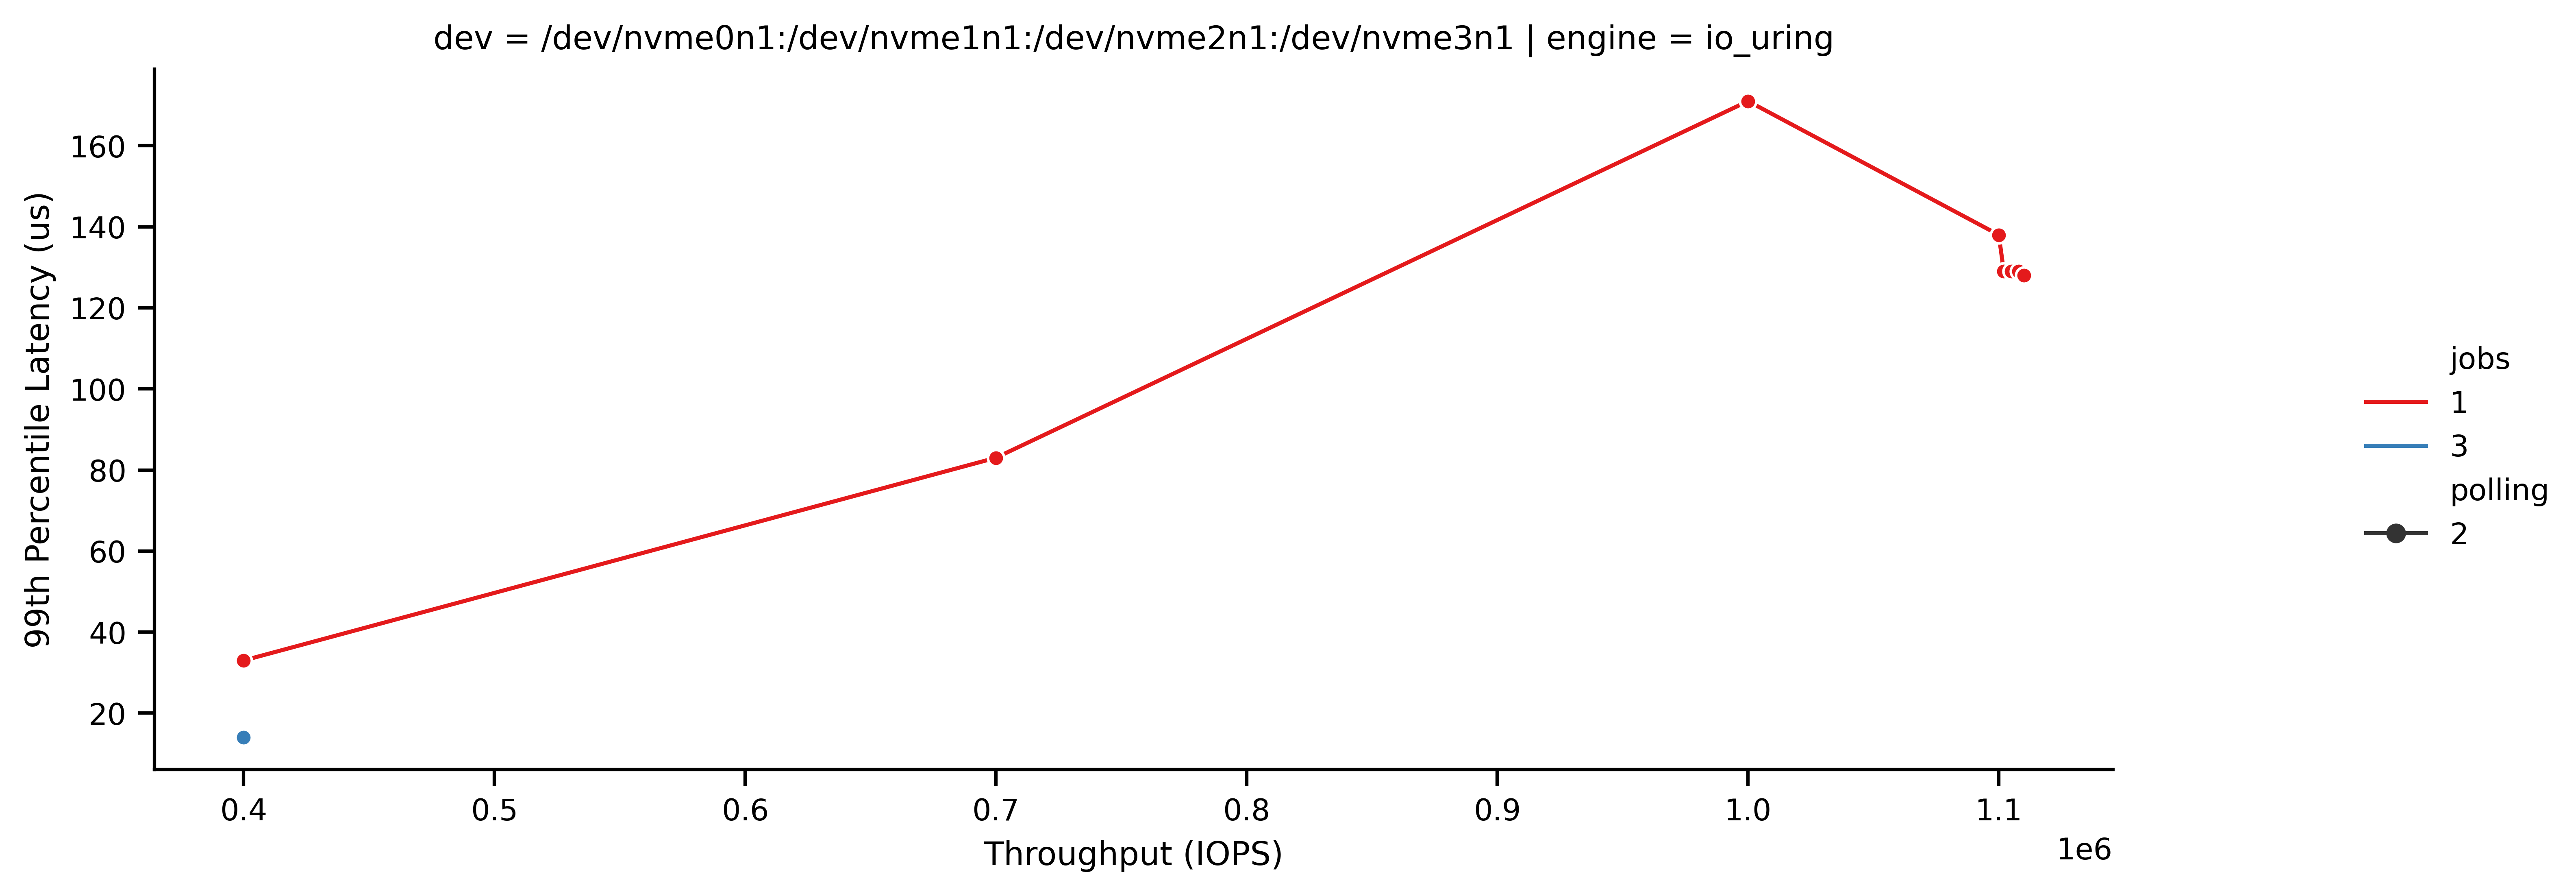 dev = /dev/nvme0n1:/dev/nvme1n1:/dev/nvme2n1:/dev/nvme3n1 | engine = io_uring
99th Percentile Latency (us)
160
140
120
100
80
60
40
20
0.4 0.5 0.6 0.7 0.8 0.9 1.0 1.1
1e6
Throughput (IOPS)
jobs
1
3
polling
2